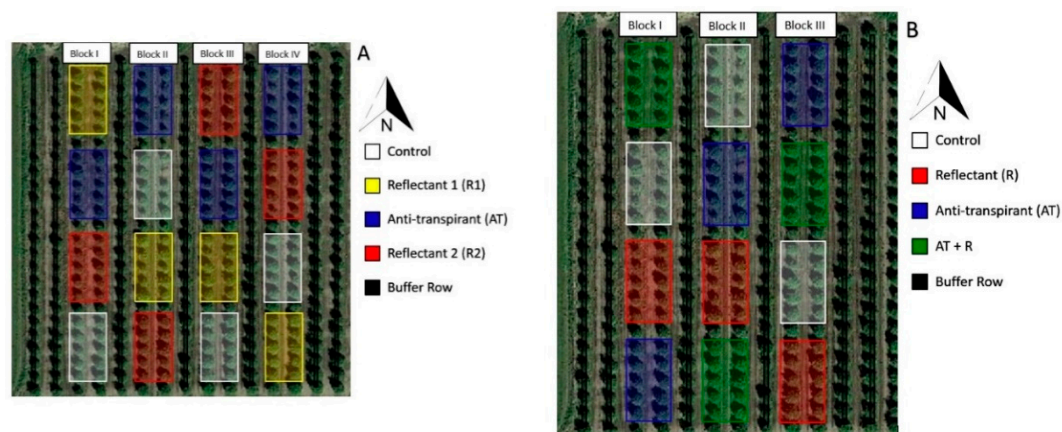 Block I
Block II
Block III
Block IV
A
N
Control
Reflectant 1 (R1)
Anti-transpirant (AT)
Reflectant 2 (R2)
Buffer Row
Block I
Block II
Block III
B
N
Control
Reflectant (R)
Anti-transpirant (AT)
AT + R
Buffer Row